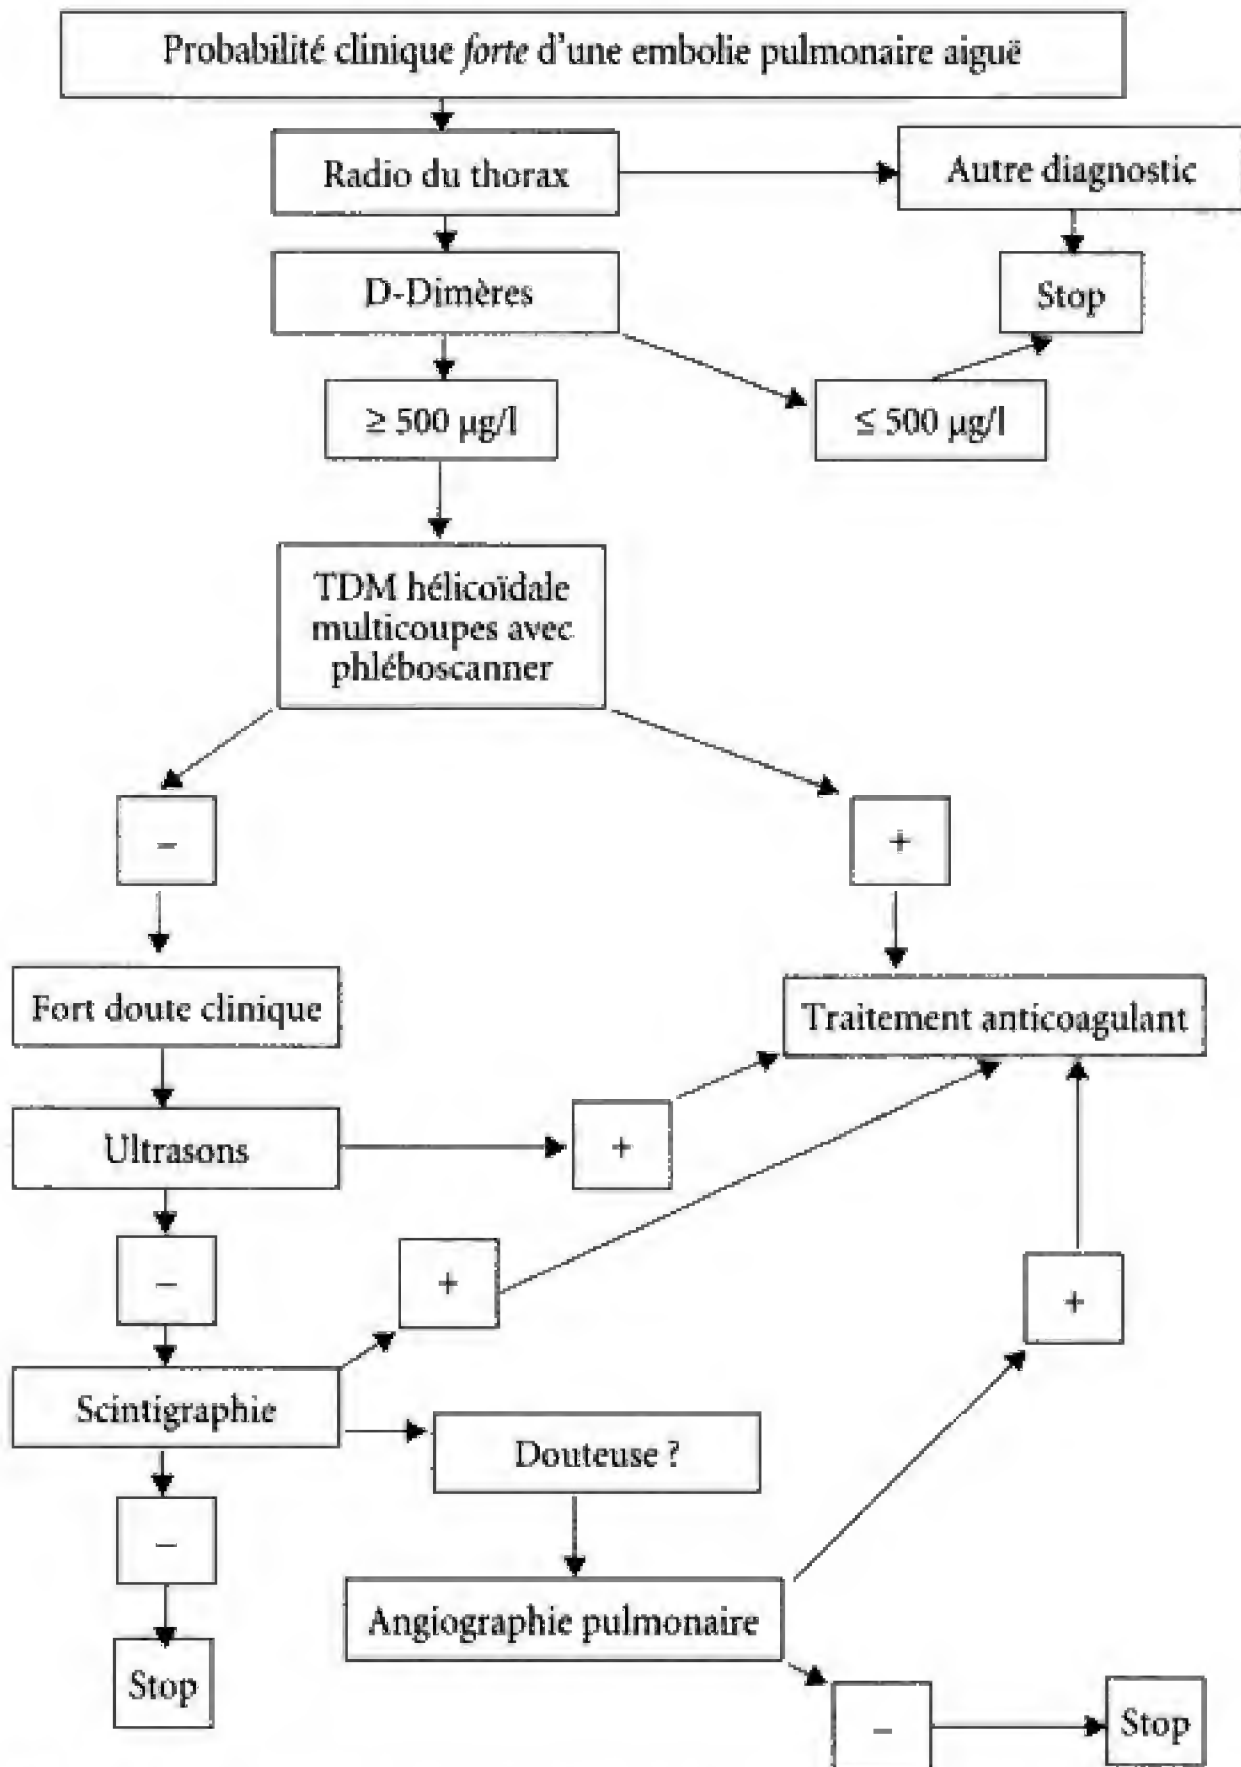 Probabilité clinique forte d'une embolie pulmonaire aiguë
Radio du thorax
Autre diagnostic
D-Dimères
Stop
≥ 500 µg/l
≤ 500 µg/l
TDM hélicoïdale
multicoupes avec
phléboscanner
–
+
Fort doute clinique
Traitement anticoagulant
Ultrasons
+
–
+
+
Scintigraphie
Douteuse ?
–
Angiographie pulmonaire
Stop
–
Stop